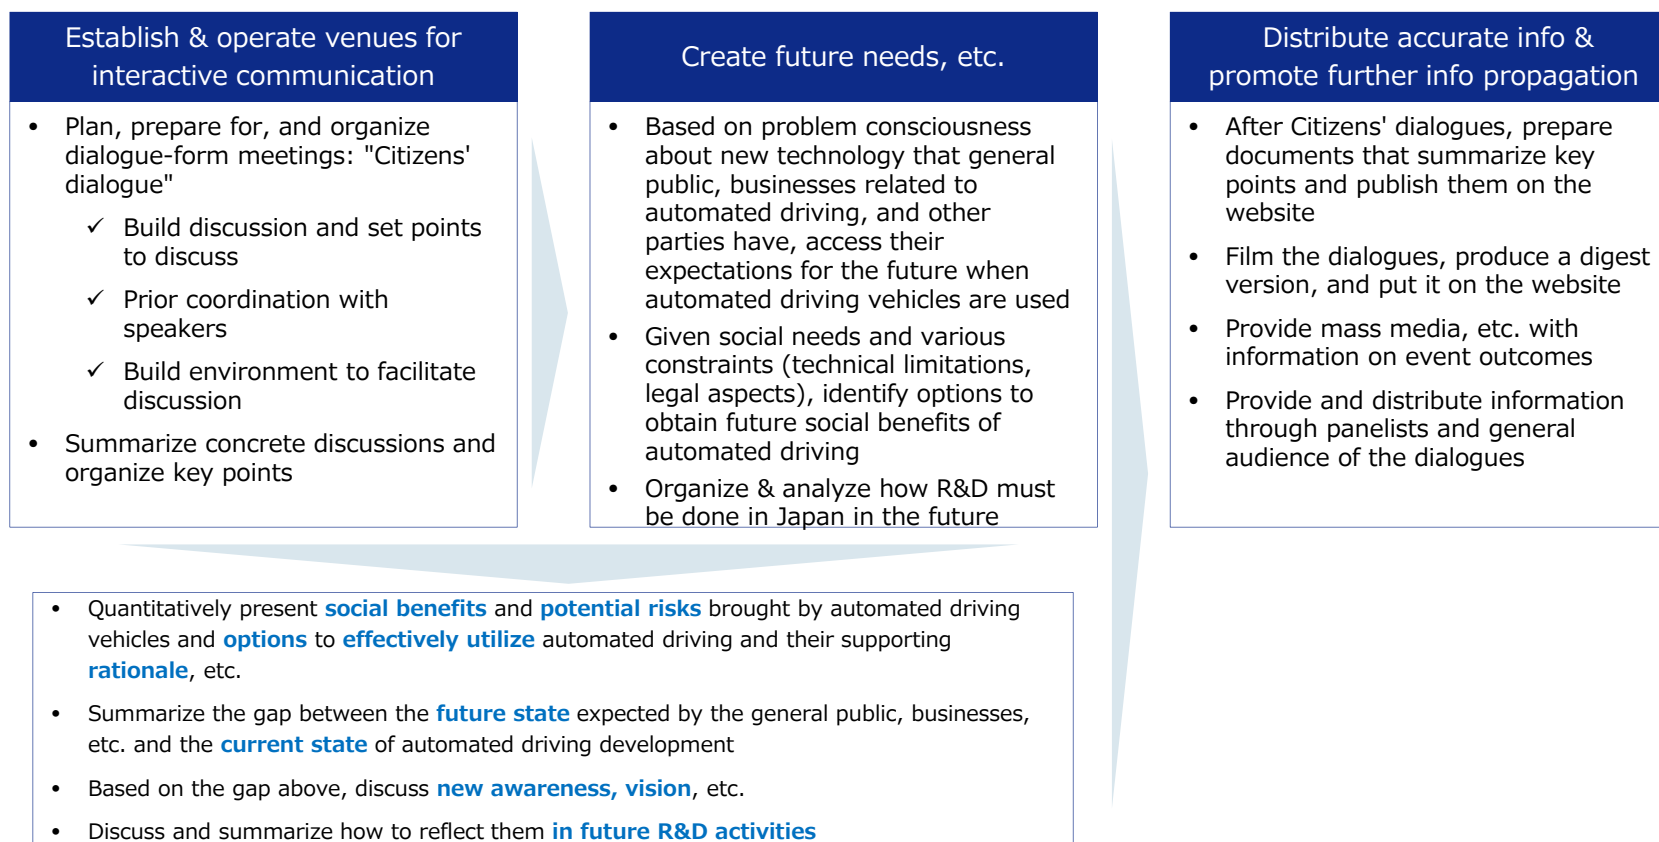 Establish & operate venues for
interactive communication
• Plan, prepare for, and organize
dialogue-form meetings: "Citizens'
dialogue"
✓ Build discussion and set points
to discuss
✓ Prior coordination with
speakers
✓ Build environment to facilitate
discussion
• Summarize concrete discussions and
organize key points
Create future needs, etc.
• Based on problem consciousness
about new technology that general
public, businesses related to
automated driving, and other
parties have, access their
expectations for the future when
automated driving vehicles are used
• Given social needs and various
constraints (technical limitations,
legal aspects), identify options to
obtain future social benefits of
automated driving
• Organize & analyze how R&D must
be done in Japan in the future
Distribute accurate info &
promote further info propagation
• After Citizens' dialogues, prepare
documents that summarize key
points and publish them on the
website
• Film the dialogues, produce a digest
version, and put it on the website
• Provide mass media, etc. with
information on event outcomes
• Provide and distribute information
through panelists and general
audience of the dialogues
• Quantitatively present social benefits and potential risks brought by automated driving
vehicles and options to effectively utilize automated driving and their supporting
rationale, etc.
• Summarize the gap between the future state expected by the general public, businesses,
etc. and the current state of automated driving development
• Based on the gap above, discuss new awareness, vision, etc.
• Discuss and summarize how to reflect them in future R&D activities